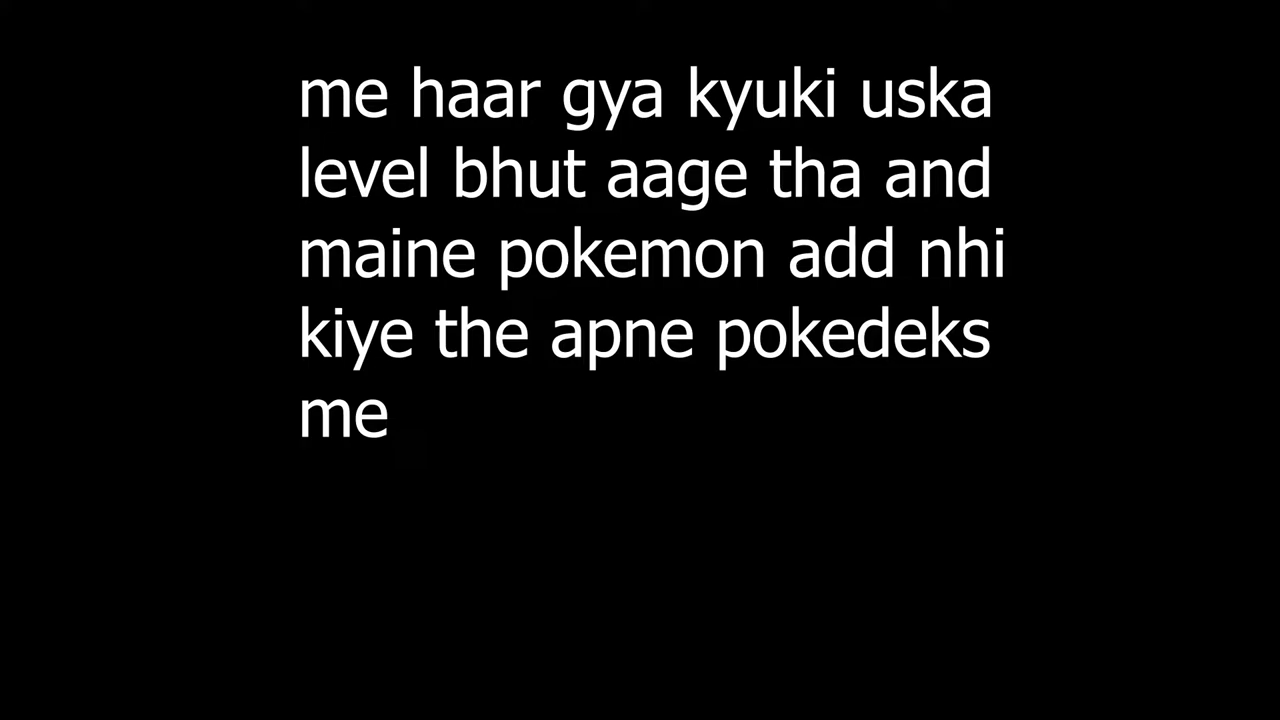 me haar gya kyuki uska
level bhut aage tha and
maine pokemon add nhi
kiye the apne pokedeks
me